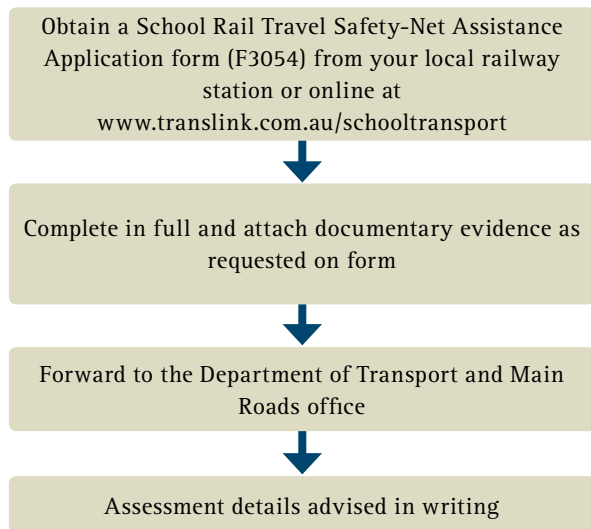 Obtain a School Rail Travel Safety-Net Assistance
Application form (F3054) from your local railway
station or online at
www.translink.com.au/schooltransport
Complete in full and attach documentary evidence as
requested on form
Forward to the Department of Transport and Main
Roads office
Assessment details advised in writing